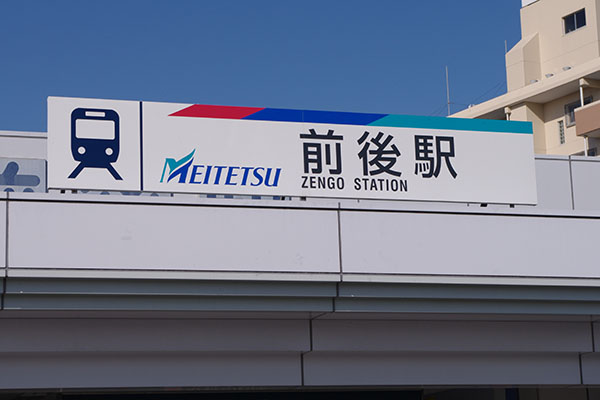 MEITETSU 前後駅
ZENGO STATION